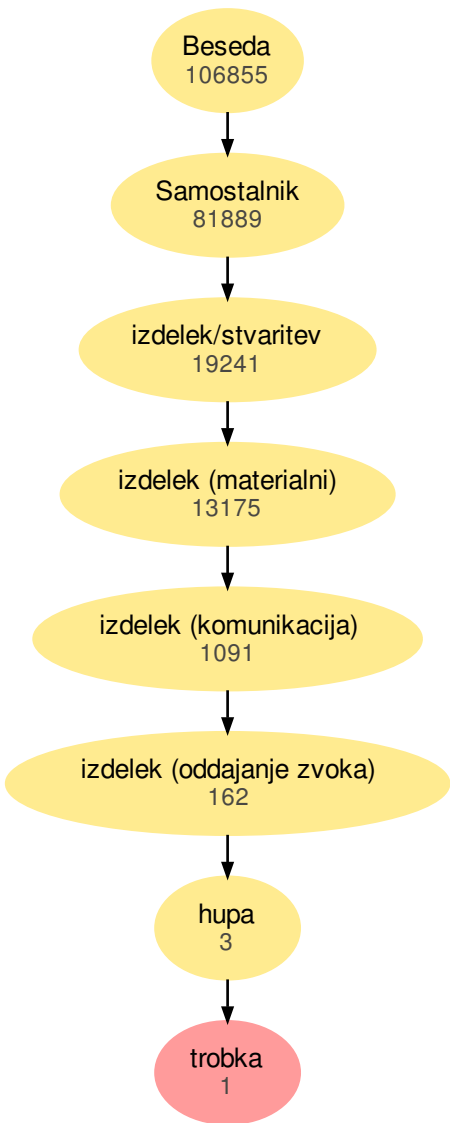 Beseda
106855
Samostalnik
81889
izdelek/stvaritev
19241
izdelek (materialni)
13175
izdelek (komunikacija)
1091
izdelek (oddajanje zvoka)
162
hupa
3
trobka
1